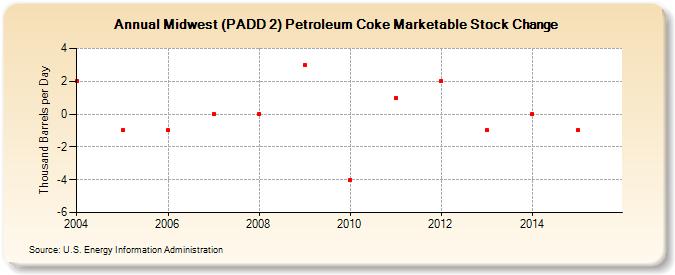 Annual Midwest (PADD 2) Petroleum Coke Marketable Stock Change
Thousand Barrels per Day
4
2
0
-2
-4
-6
2004 2006 2008 2010 2012 2014
Source: U.S. Energy Information Administration